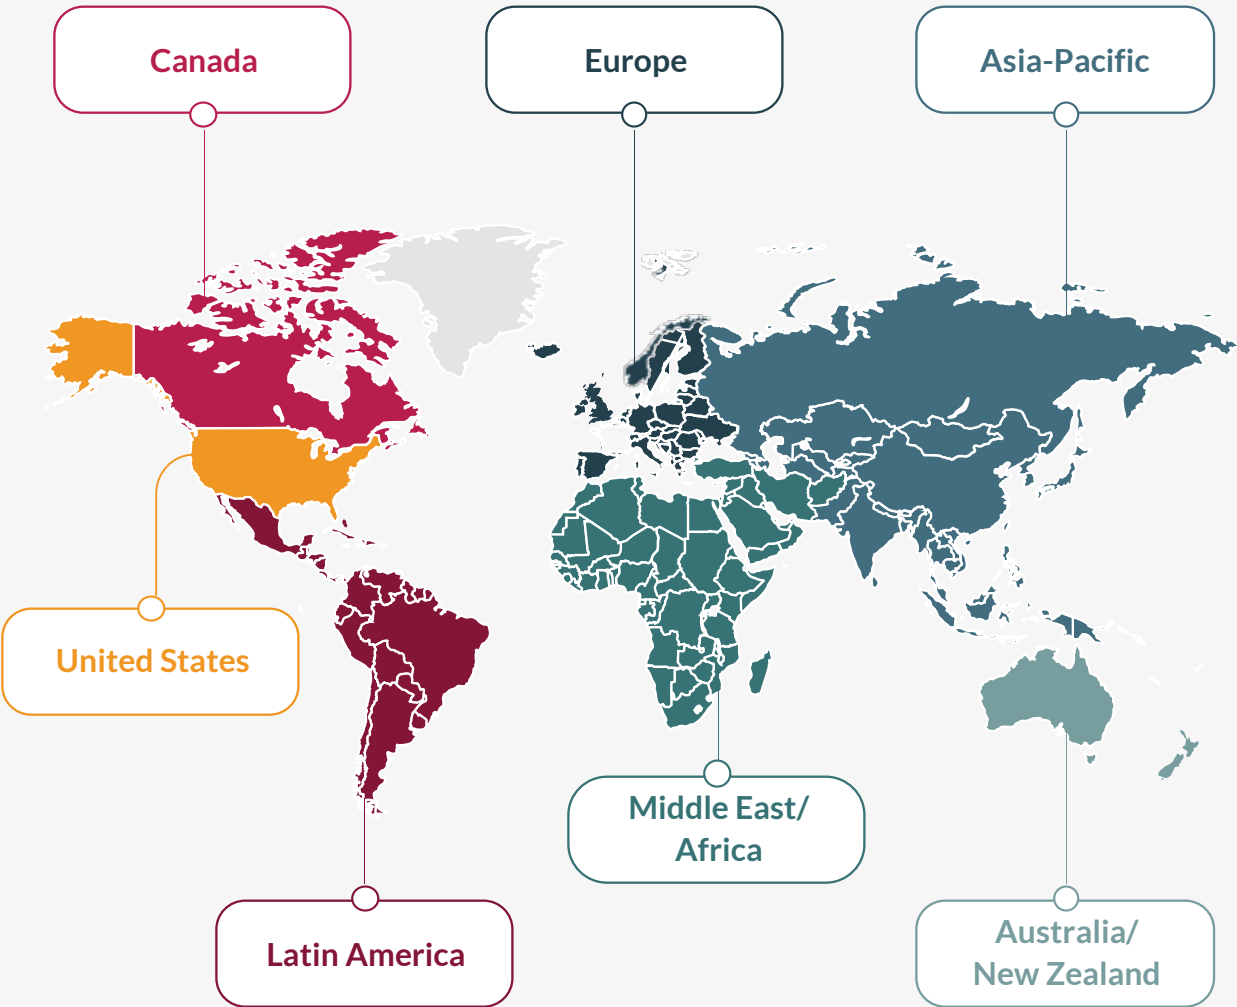 Canada
Europe
Asia-Pacific
United States
Middle East/
Africa
Latin America
Australia/
New Zealand